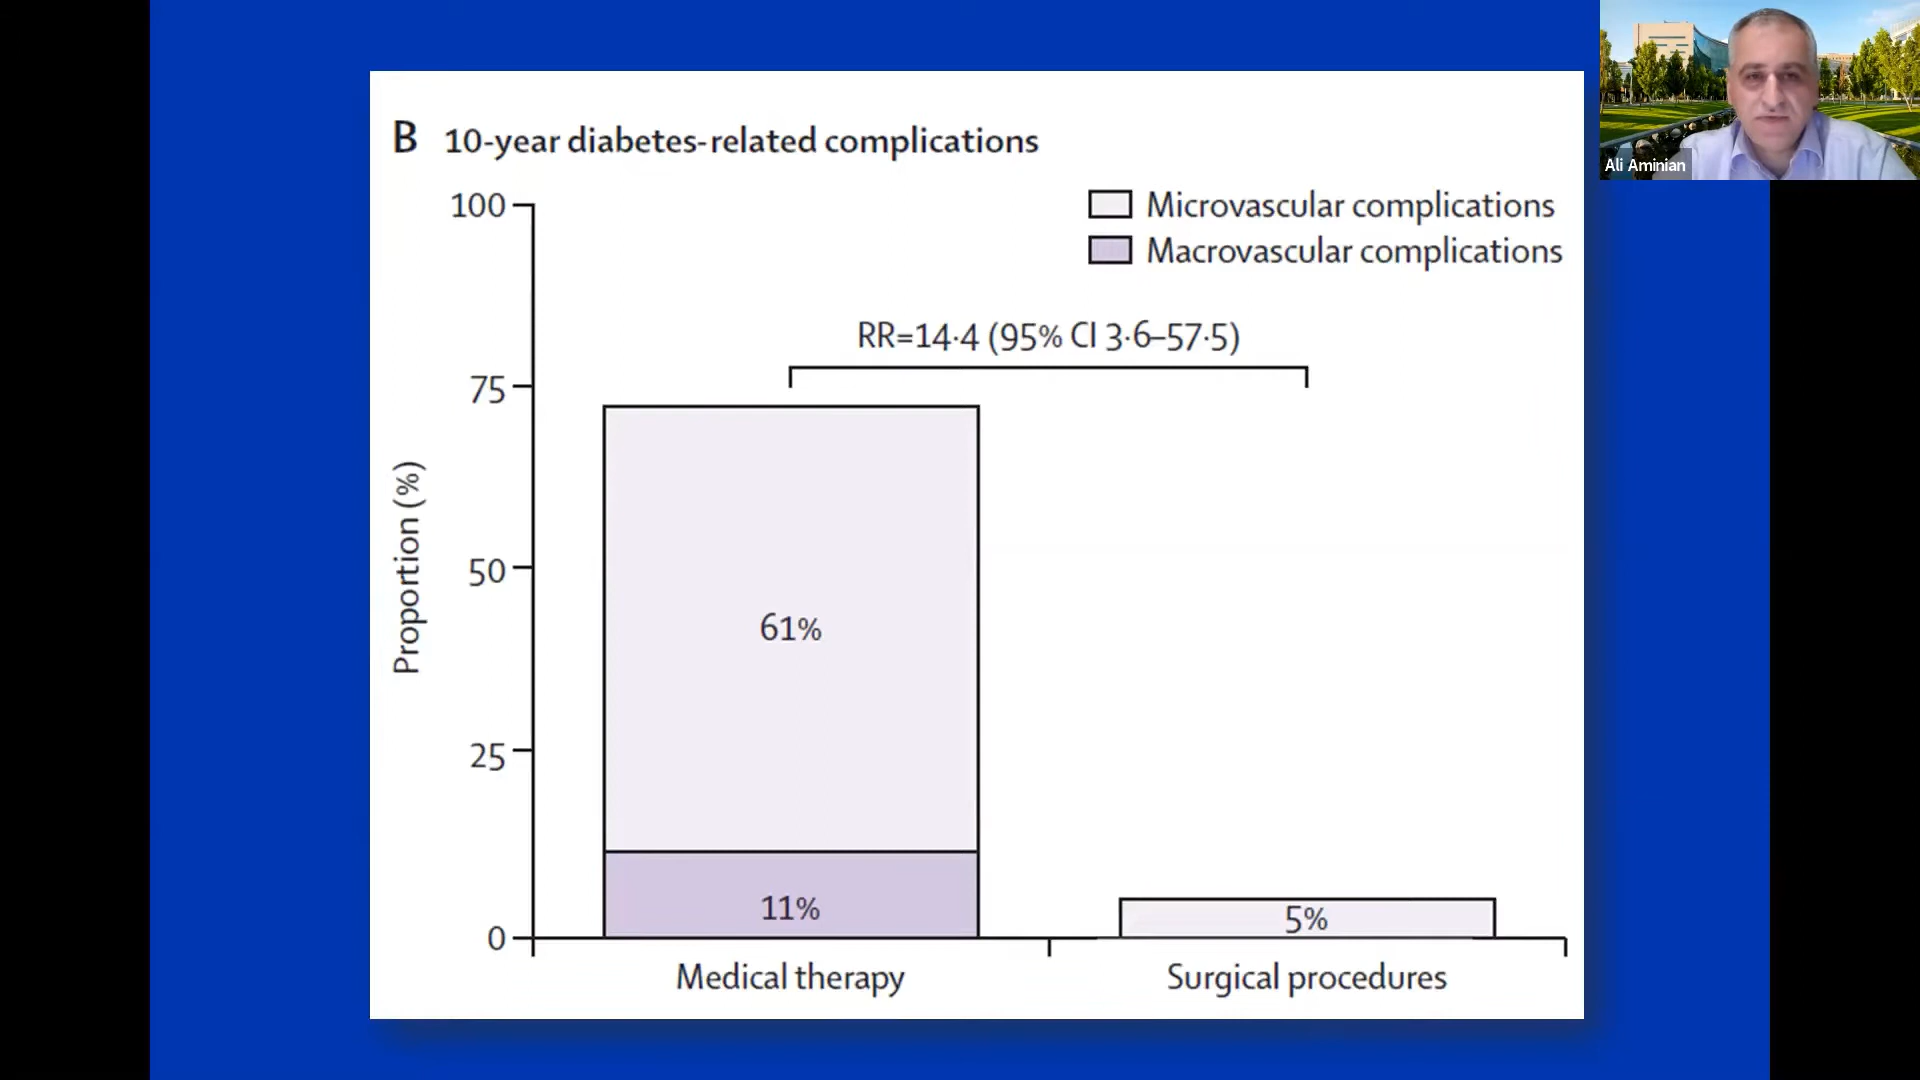 B 10-year diabetes-related complications
Microvascular complications
Macrovascular complications
RR=14·4 (95% CI 3·6–57·5)
Proportion (%)
100
75
50
25
0
61%
11%
5%
Medical therapy
Surgical procedures
Ali Aminian